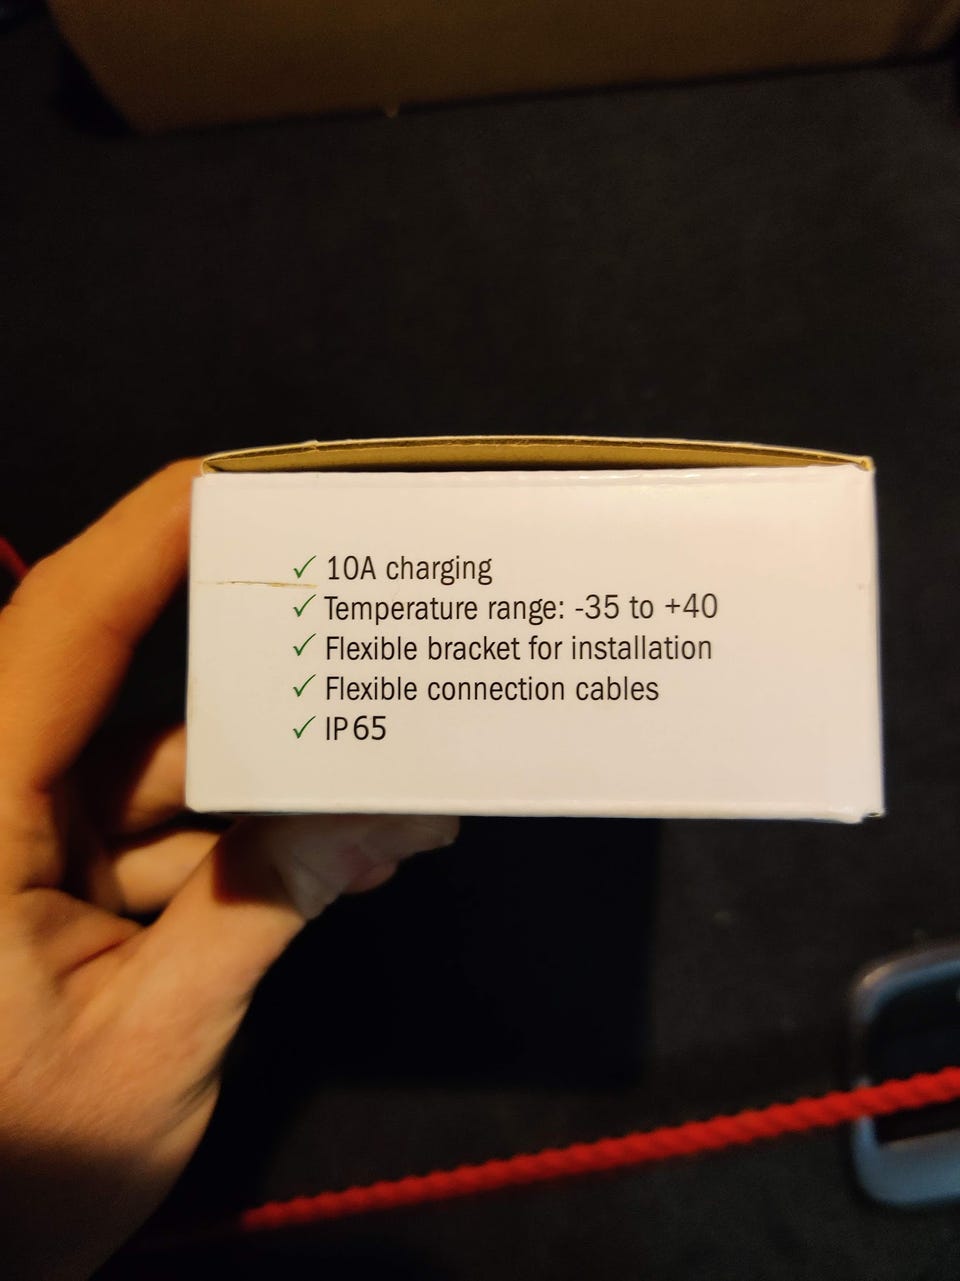 ✓ 10A charging
✓ Temperature range: -35 to +40
✓ Flexible bracket for installation
✓ Flexible connection cables
✓ IP65